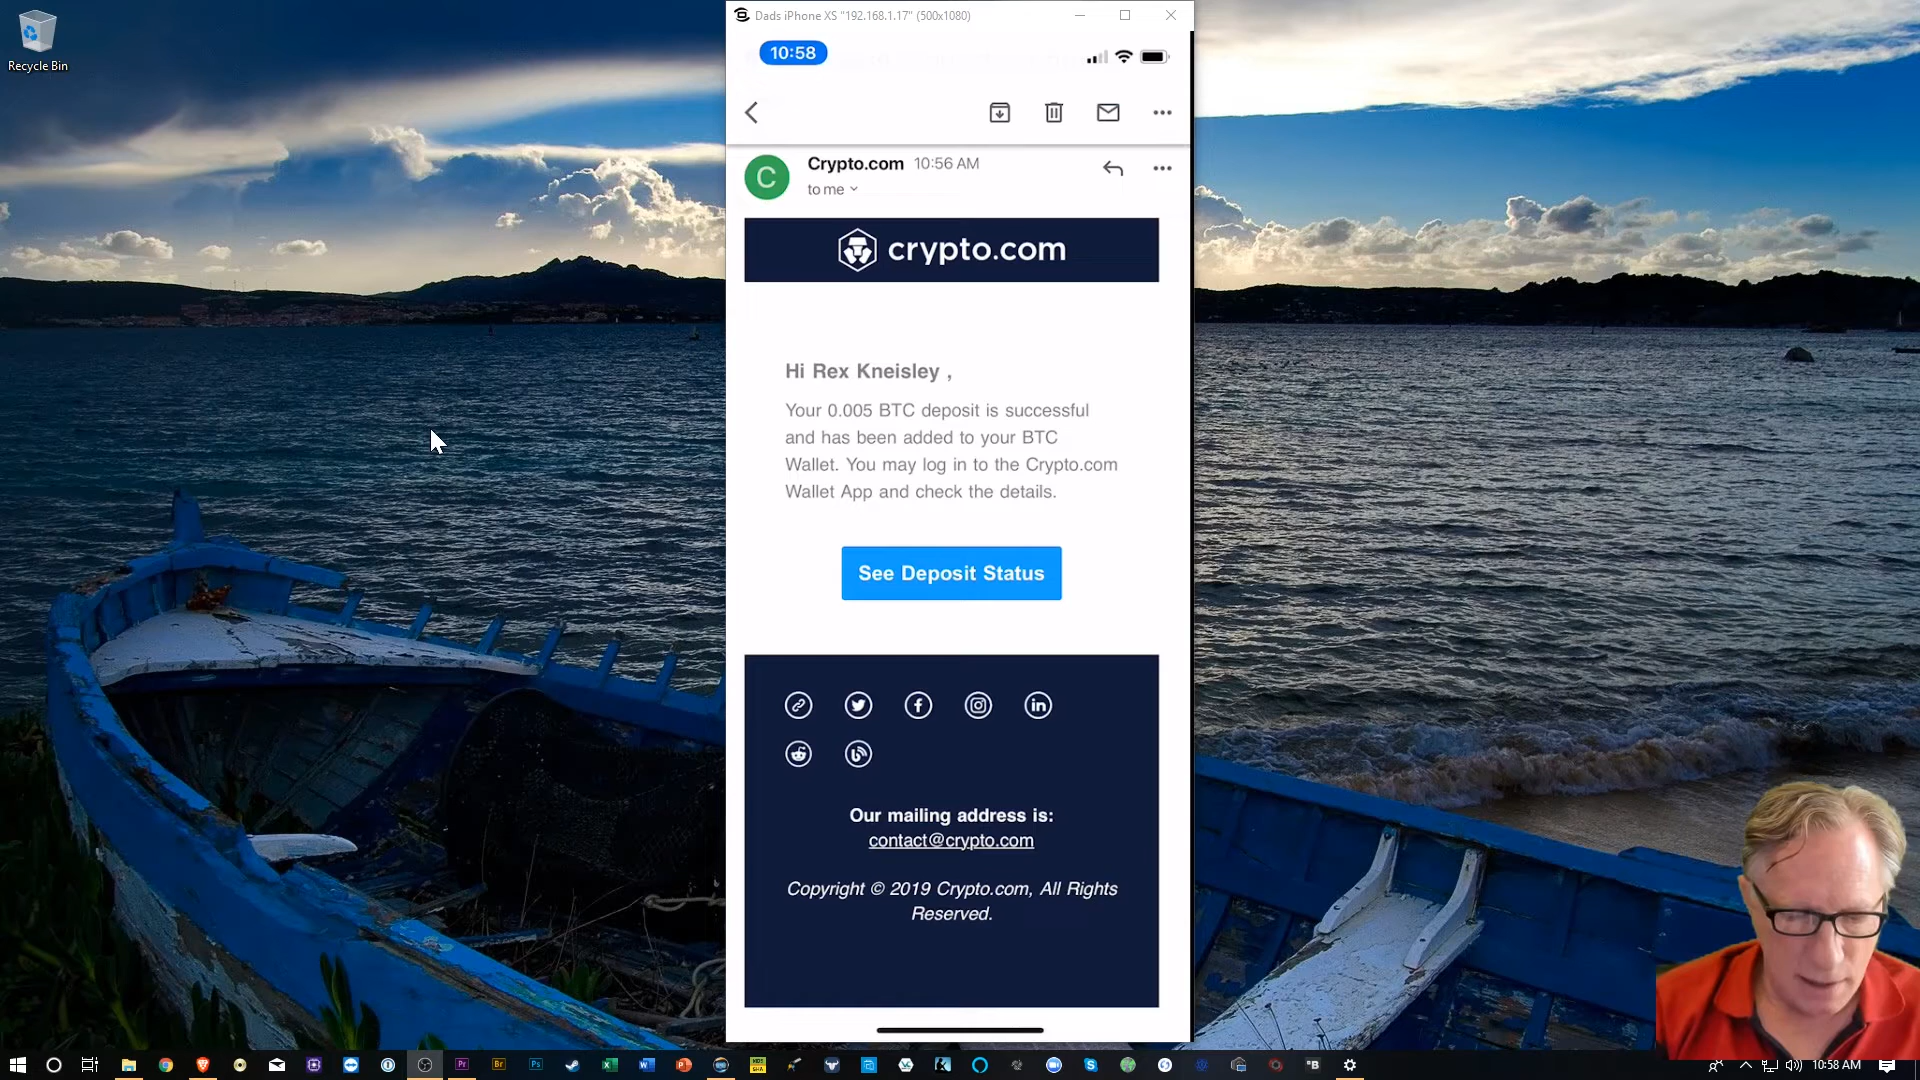 Recycle Bin
Dads iPhone XS "192.168.1.17" (500x1080)
10:58
C
Crypto.com 10:56 AM
to me
crypto.com
Hi Rex Kneisley ,
Your 0.005 BTC deposit is successful
and has been added to your BTC
Wallet. You may log in to the Crypto.com
Wallet App and check the details.
See Deposit Status
Our mailing address is:
contact@crypto.com
Copyright © 2019 Crypto.com, All Rights
Reserved.
Pr
Br
Ps
10:58 AM